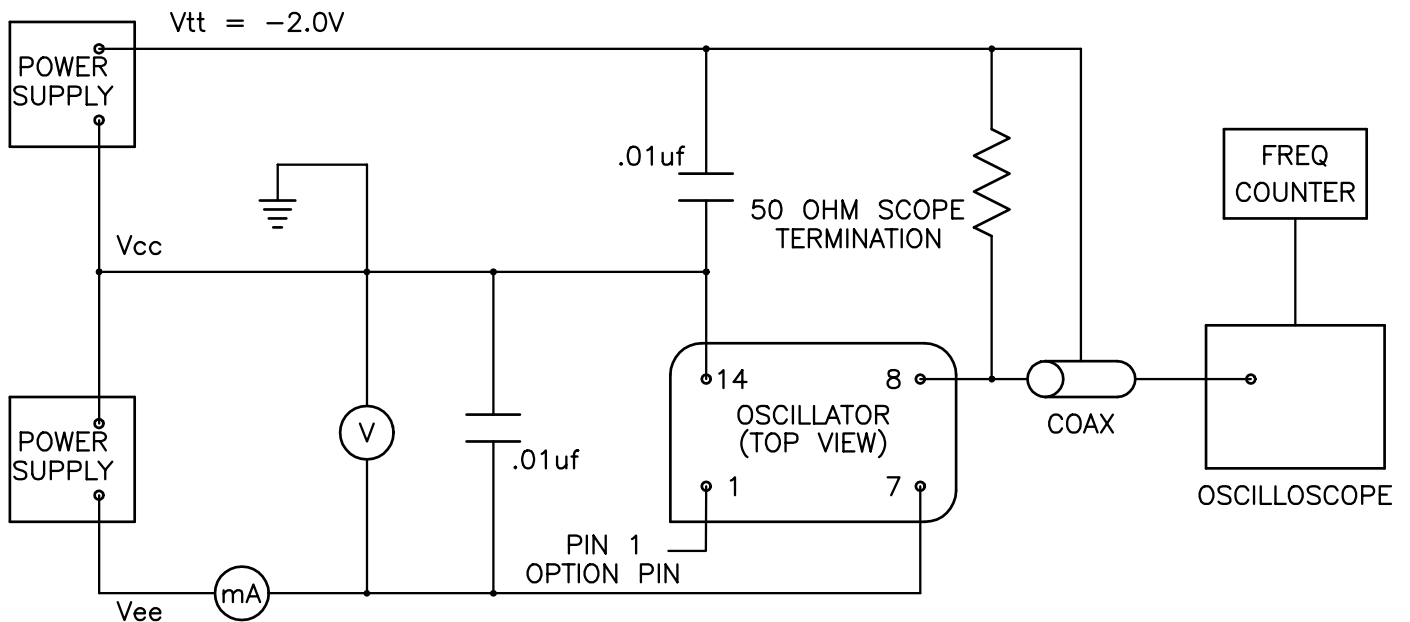 Vtt = -2.0V
POWER
SUPPLY
.01uf
50 OHM SCOPE
TERMINATION
FREQ
COUNTER
Vcc
14
8
OSCILLATOR
(TOP VIEW)
1
7
COAX
OSCILLOSCOPE
POWER
SUPPLY
V
.01uf
PIN 1
OPTION PIN
mA
Vee